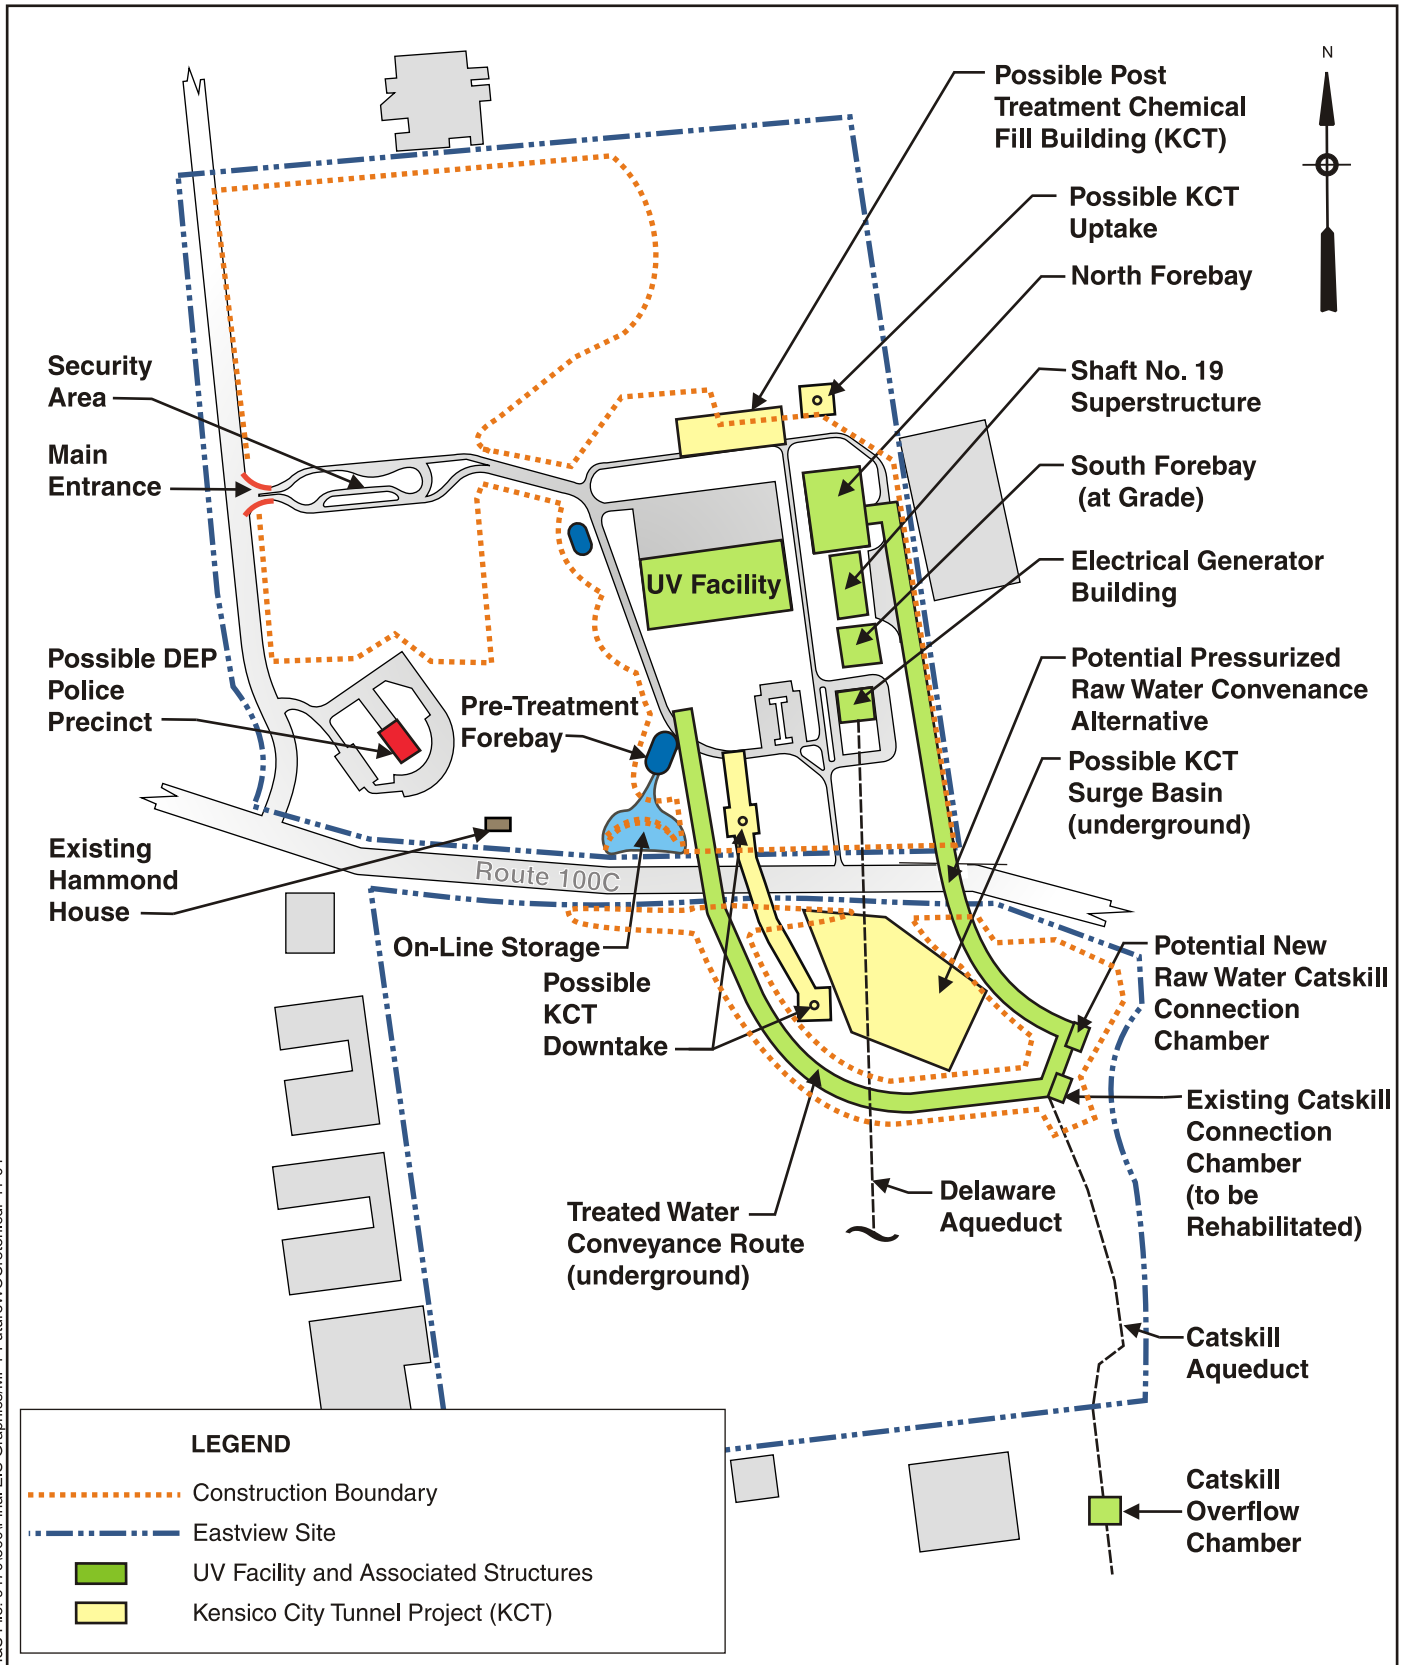 N
Possible Post
Treatment Chemical
Fill Building (KCT)
Possible KCT
Uptake
North Forebay
Security
Area
Shaft No. 19
Superstructure
Main
Entrance
South Forebay
(at Grade)
Electrical Generator
Building
UV Facility
Possible DEP
Police
Precinct
Pre-Treatment
Forebay
Potential Pressurized
Raw Water Convenance
Alternative
Possible KCT
Surge Basin
(underground)
Existing
Hammond
House
Route 100C
On-Line Storage
Possible
KCT
Downtake
Potential New
Raw Water Catskill
Connection
Chamber
Existing Catskill
Connection
Chamber
(to be
Rehabilitated)
Treated Water
Conveyance Route
(underground)
Delaware
Aqueduct
Catskill
Aqueduct
Catskill
Overflow
Chamber
LEGEND
Construction Boundary
Eastview Site
UV Facility and Associated Structures
Kensico City Tunnel Project (KCT)